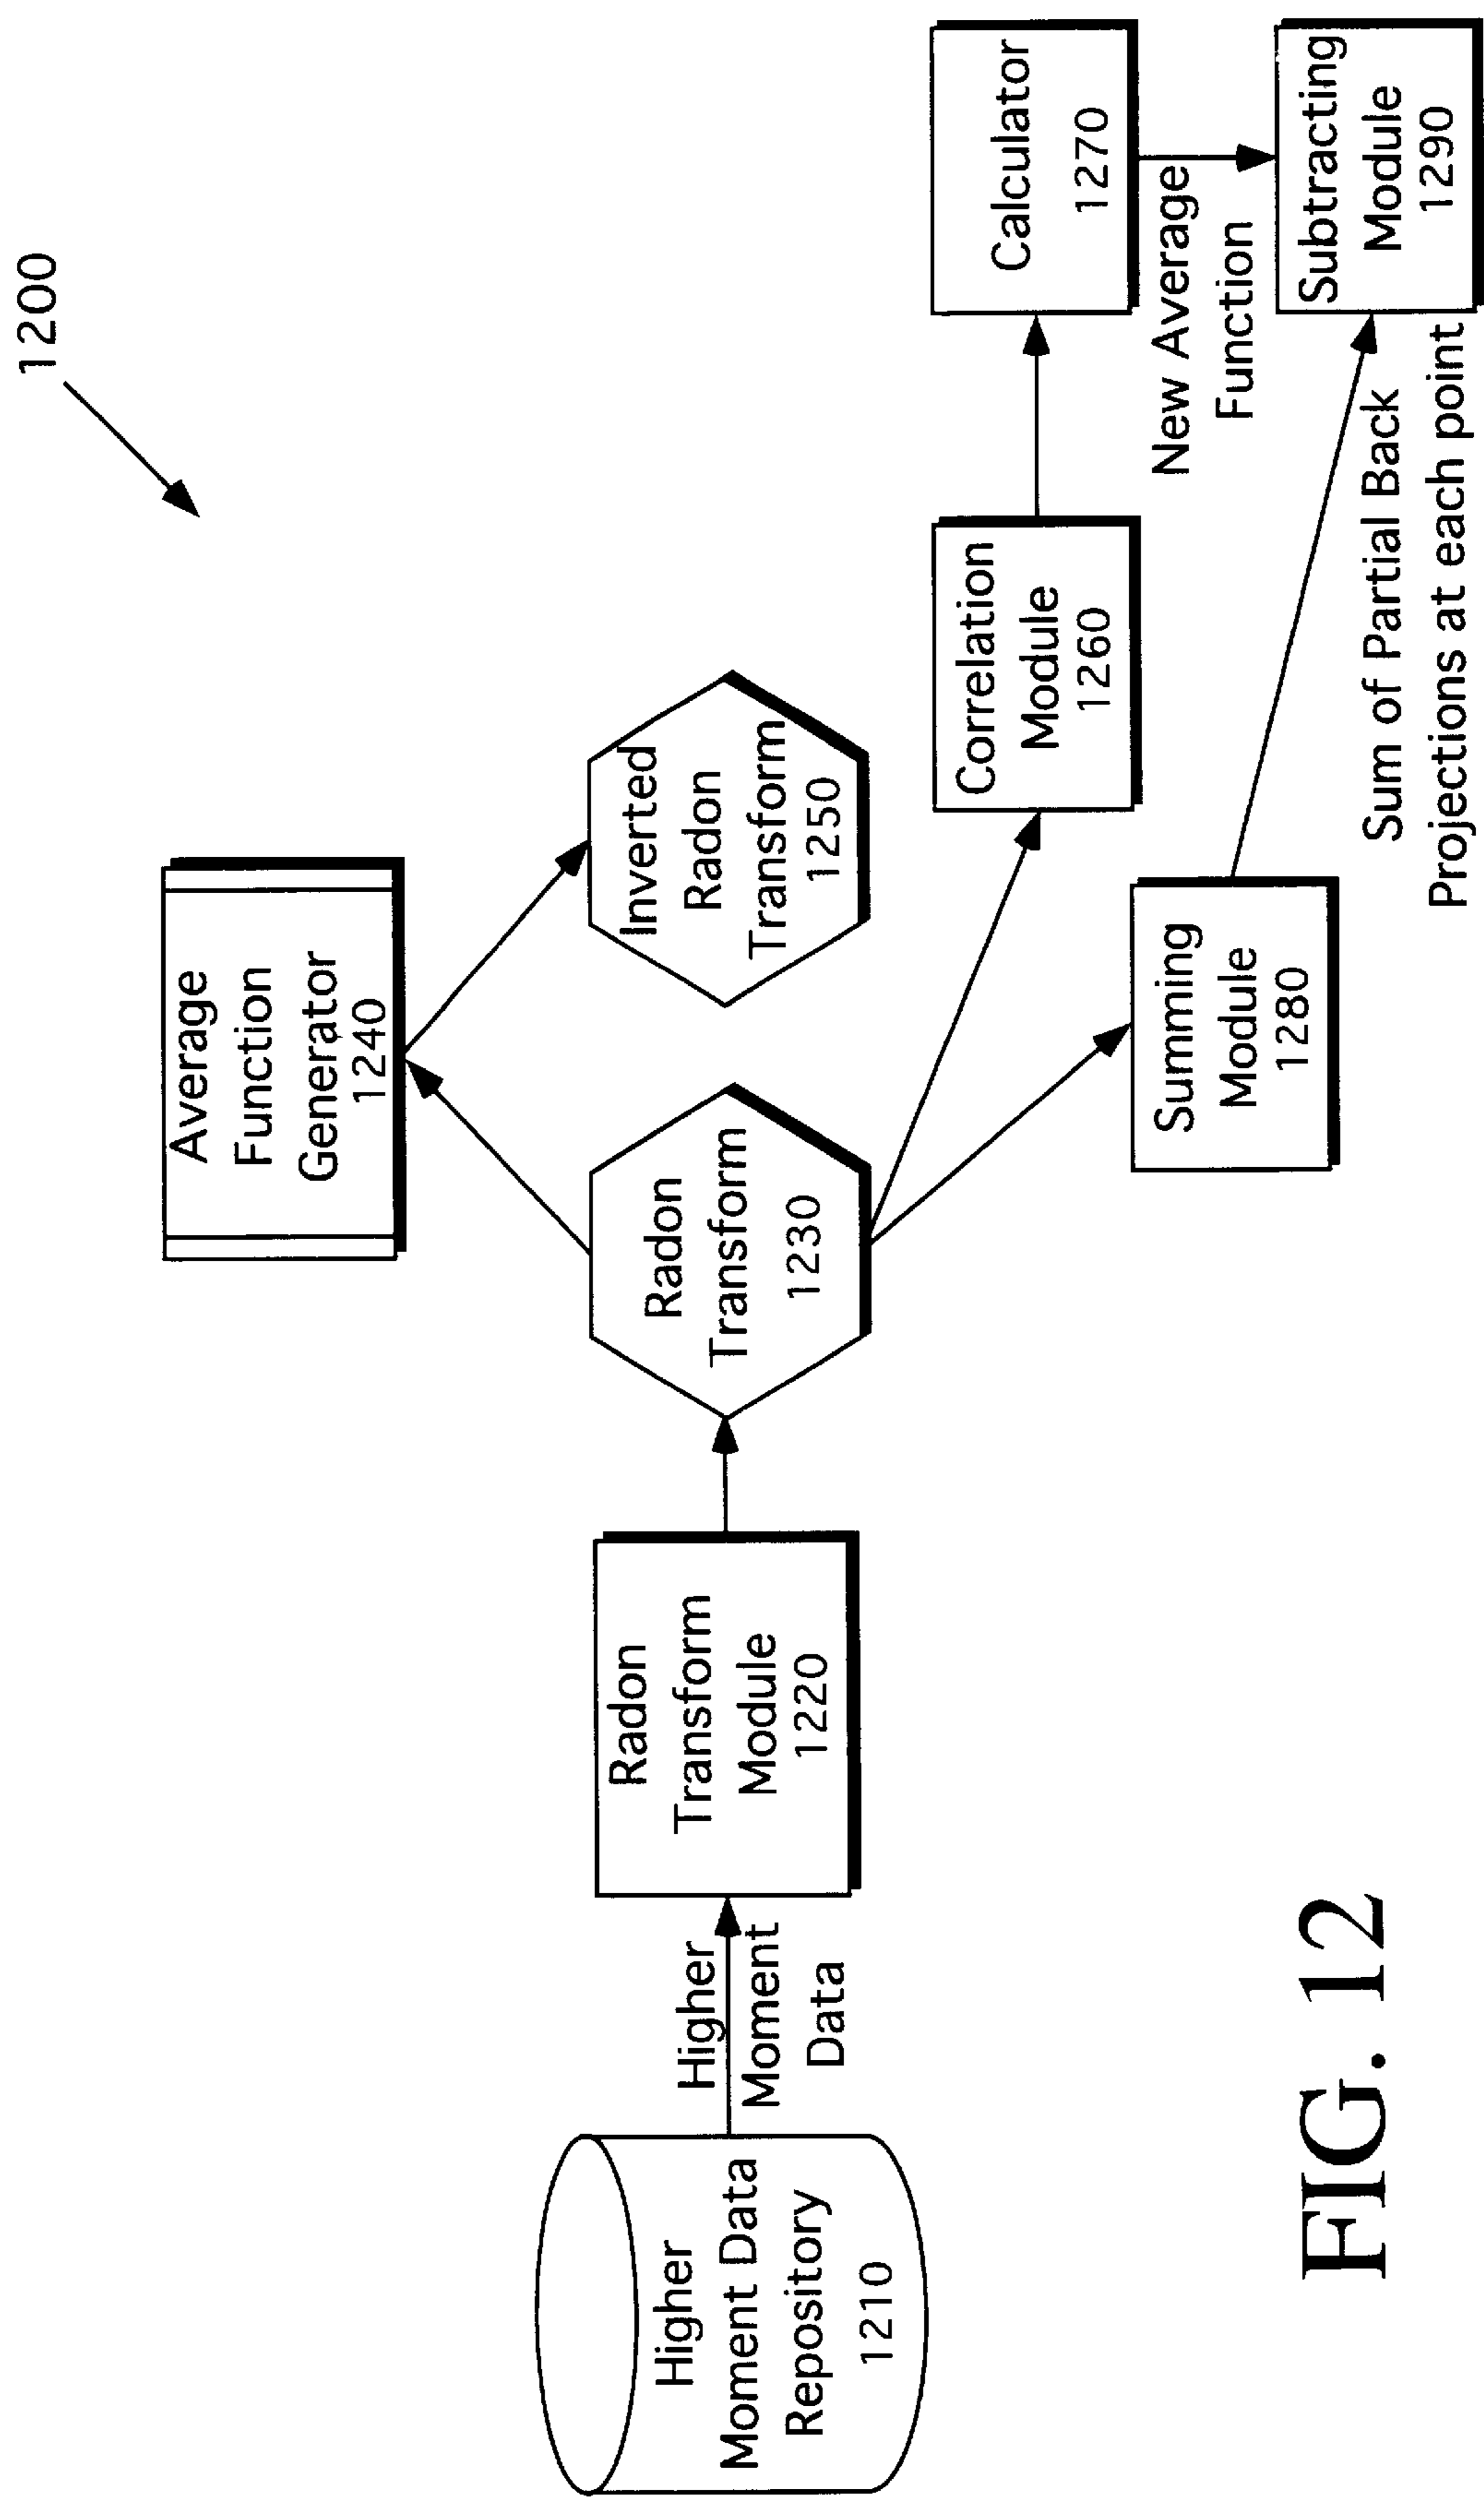 1200
Average
Function
Generator
1240
Higher
Moment Data
Repository
1210
Higher
Moment
Data
Radon
Transform
Module
1220
Radon
Transform
1230
Inverted
Radon
Transform
1250
Correlation
Module
1260
Calculator
1270
New Average
Function
Summing
Module
1280
Sum of Partial Back
Projections at each point
Subtracting
Module
1290
FIG. 12